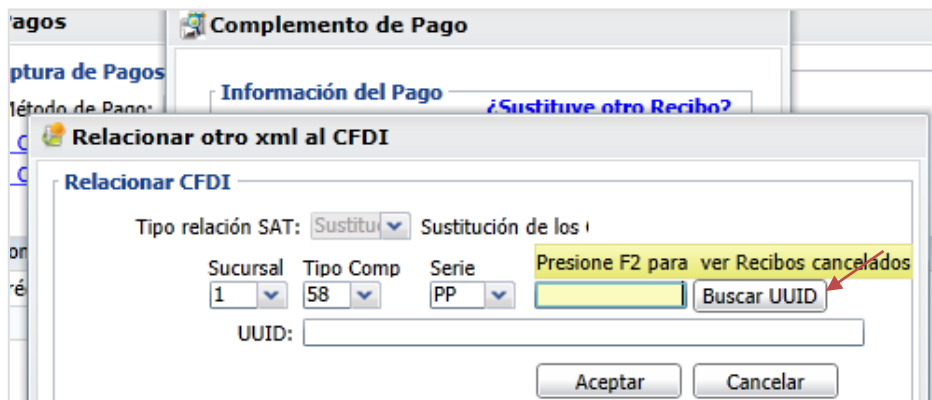 agos
Complemento de Pago
ptura de Pagos
Información del Pago
¿Sustituye otro Recibo?
Método de Pago:
Relacionar otro xml al CFDI
Relacionar CFDI
Tipo relación SAT: Sustitu Sustitución de los
Presione F2 para ver Recibos cancelados
Sucursal Tipo Comp Serie
1 58 PP Buscar UUID
UUID:
Aceptar Cancelar